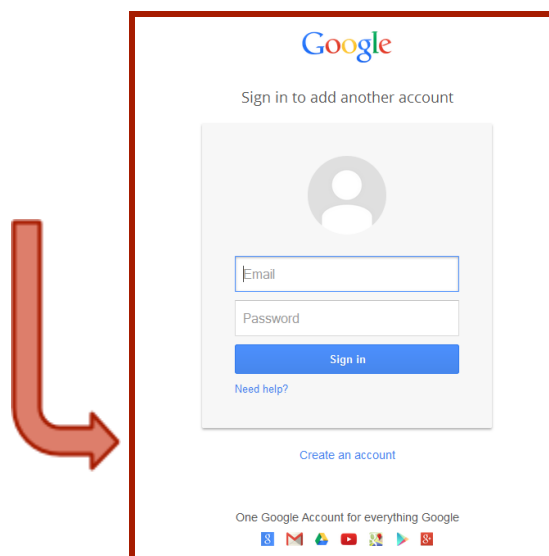 Google
Sign in to add another account
Email
Password
Sign in
Need help?
Create an account
One Google Account for everything Google